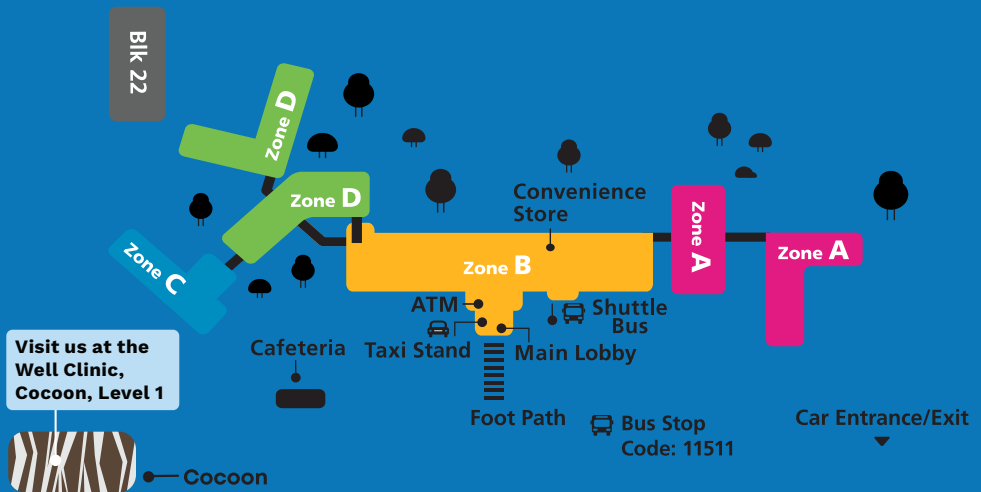 Blk 22
Zone D
Zone D
Zone C
Convenience
Store
Zone B
Zone A
Zone A
ATM
Shuttle
Bus
Taxi Stand
Main Lobby
Cafeteria
Visit us at the
Well Clinic,
Cocoon, Level 1
Foot Path
Bus Stop
Code: 11511
Car Entrance/Exit
Cocoon